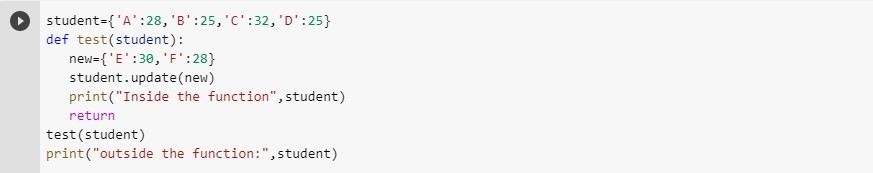 student={'A':28,'B':25,'C':32,'D':25}
def test(student):
   new={'E':30,'F':28}
   student.update(new)
   print("Inside the function",student)
   return
test(student)
print("outside the function:",student)